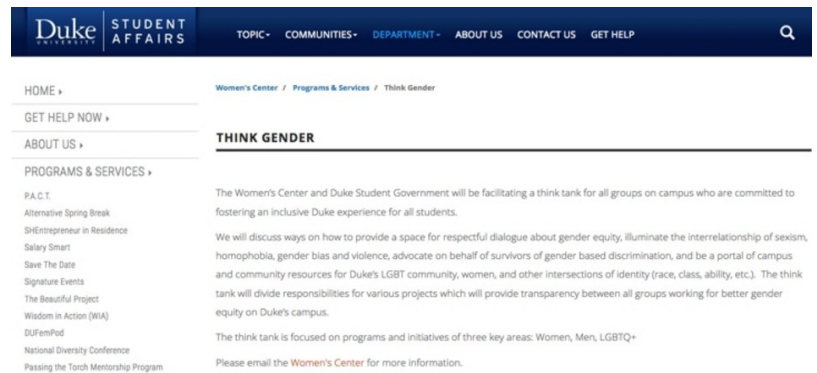 Duke UNIVERSITY STUDENT AFFAIRS
TOPIC COMMUNITIES DEPARTMENT ABOUT US CONTACT US GET HELP
HOME
GET HELP NOW
ABOUT US
PROGRAMS & SERVICES
P.A.C.T.
Alternative Spring Break
SHEntrepreneur in Residence
Salary Smart
Save The Date
Signature Events
The Beautiful Project
Wisdom in Action (WIA)
DUFemPod
National Diversity Conference
Passing the Torch Mentorship Program
Women's Center / Programs & Services / Think Gender
THINK GENDER
The Women's Center and Duke Student Government will be facilitating a think tank for all groups on campus who are committed to
fostering an inclusive Duke experience for all students.
We will discuss ways on how to provide a space for respectful dialogue about gender equity, illuminate the interrelationship of sexism,
homophobia, gender bias and violence, advocate on behalf of survivors of gender based discrimination, and be a portal of campus
and community resources for Duke's LGBT community, women, and other intersections of identity (race, class, ability, etc.). The think
tank will divide responsibilities for various projects which will provide transparency between all groups working for better gender
equity on Duke's campus.
The think tank is focused on programs and initiatives of three key areas: Women, Men, LGBTQ+
Please email the Women's Center for more information.